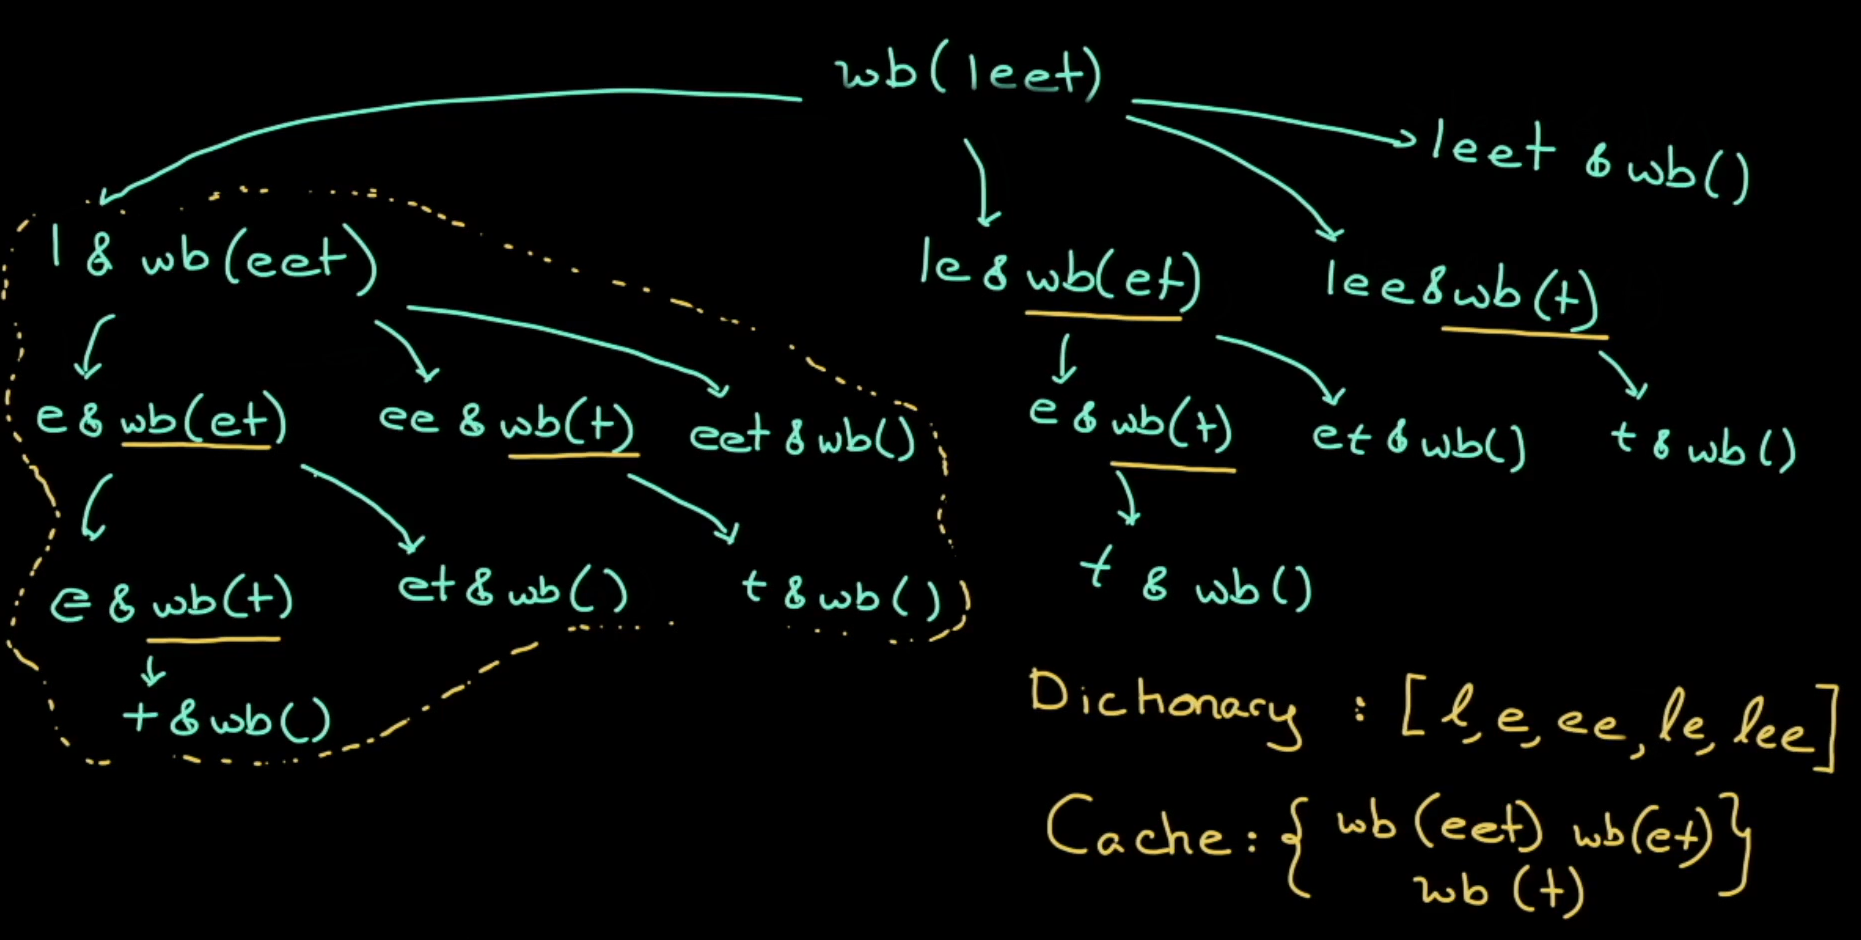 wb(leet)
leet & wb()
l & wb(eet)
le & wb(et)
lee & wb(t)
e & wb(et)
ee & wb(t)
eet & wb()
e & wb(t)
et & wb()
t & wb()
e & wb(t)
et & wb()
t & wb()
t & wb()
t & wb()
Dictionary : [l, e, ee, le, lee]
Cache: { wb (eet) wb(et) }
wb (t)